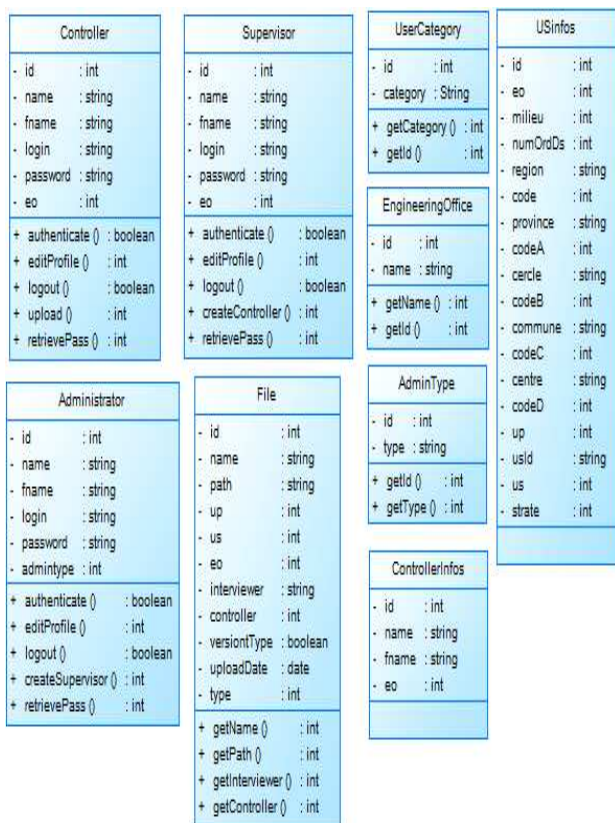 Controller
- id : int
- name : string
- fname : string
- login : string
- password : string
- eo : int
+ authenticate () : boolean
+ editProfile () : int
+ logout () : boolean
+ upload () : int
+ retrievePass () : int
Supervisor
- id : int
- name : string
- fname : string
- login : string
- password : string
- eo : int
+ authenticate () : boolean
+ editProfile () : int
+ logout () : boolean
+ createController () : int
+ retrievePass () : int
UserCategory
- id : int
- category : String
+ getCategory () : int
+ getId () : int
EngineeringOffice
- id : int
- name : string
+ getName () : int
+ getId () : int
USinfos
- id : int
- eo : int
- milieu : int
- numOrdDs : int
- region : string
- code : int
- province : string
- codeA : int
- cercle : string
- codeB : int
- commune : string
- codeC : int
- centre : string
- codeD : int
- up : int
- usId : string
- us : int
- strate : int
Administrator
- id : int
- name : string
- fname : string
- login : string
- password : string
- admintype : int
+ authenticate () : boolean
+ editProfile () : int
+ logout () : boolean
+ createSupervisor () : int
+ retrievePass () : int
File
- id : int
- name : string
- path : string
- up : int
- us : int
- eo : int
- interviewer : string
- controller : int
- versiontType : boolean
- uploadDate : date
- type : int
+ getName () : int
+ getPath () : int
+ getInterviewer () : int
+ getController () : int
AdminType
- id : int
- type : string
+ getId () : int
+ getType () : int
ControllerInfos
- id : int
- name : string
- fname : string
- eo : int